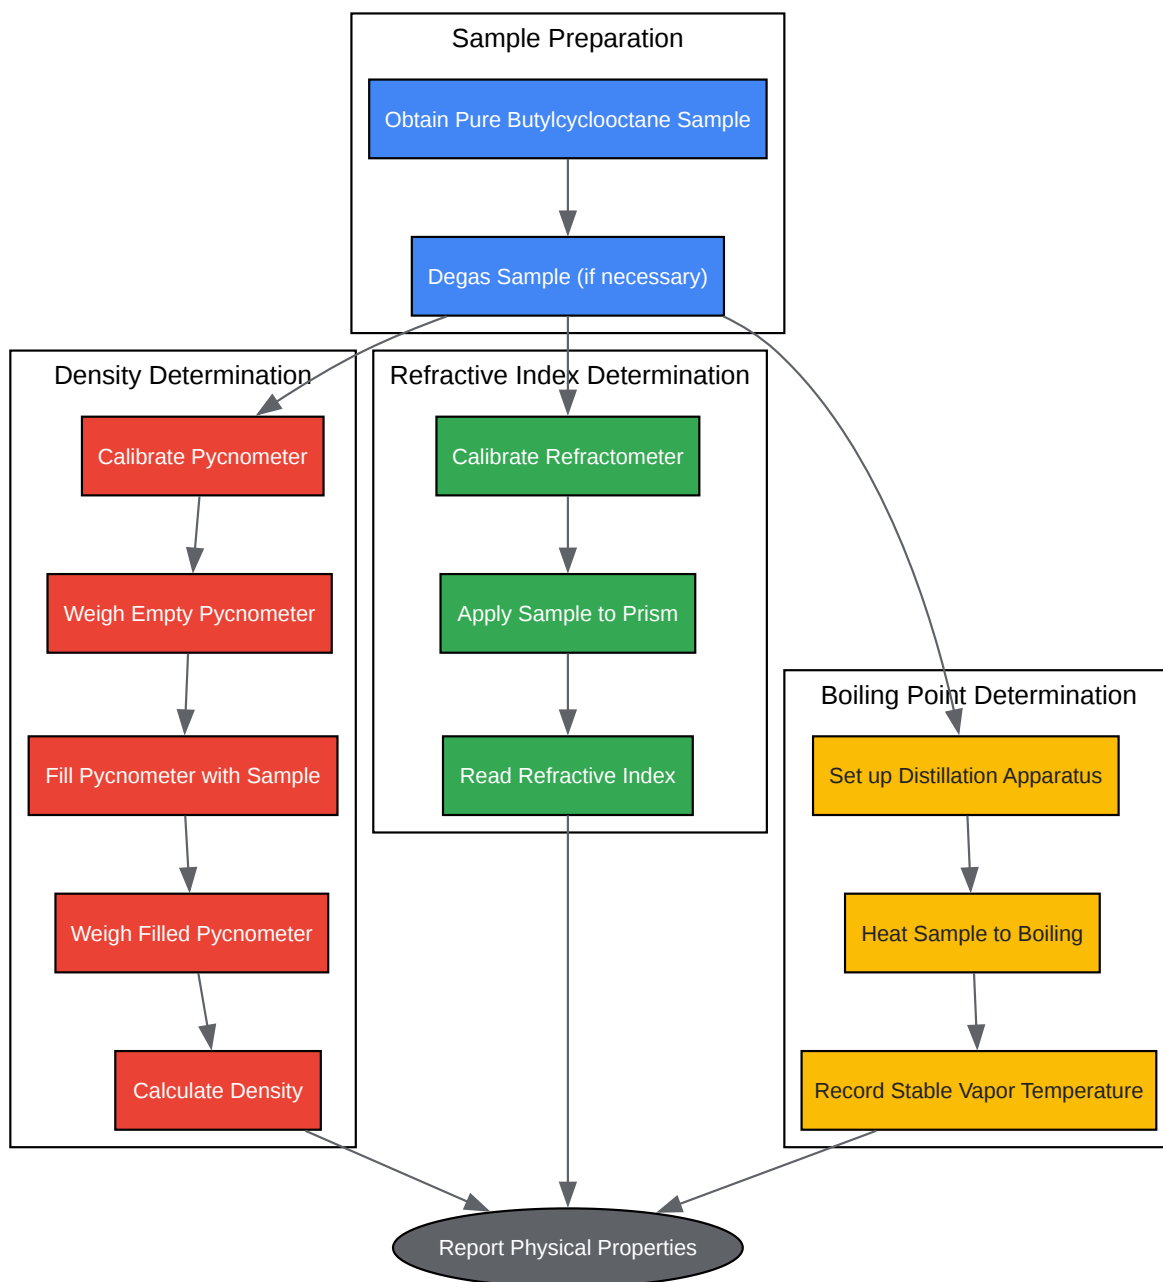 Sample Preparation
Obtain Pure Butylcyclooctane Sample
Degas Sample (if necessary)
Density Determination
Calibrate Pycnometer
Weigh Empty Pycnometer
Fill Pycnometer with Sample
Weigh Filled Pycnometer
Calculate Density
Refractive Index Determination
Calibrate Refractometer
Apply Sample to Prism
Read Refractive Index
Boiling Point Determination
Set up Distillation Apparatus
Heat Sample to Boiling
Record Stable Vapor Temperature
Report Physical Properties